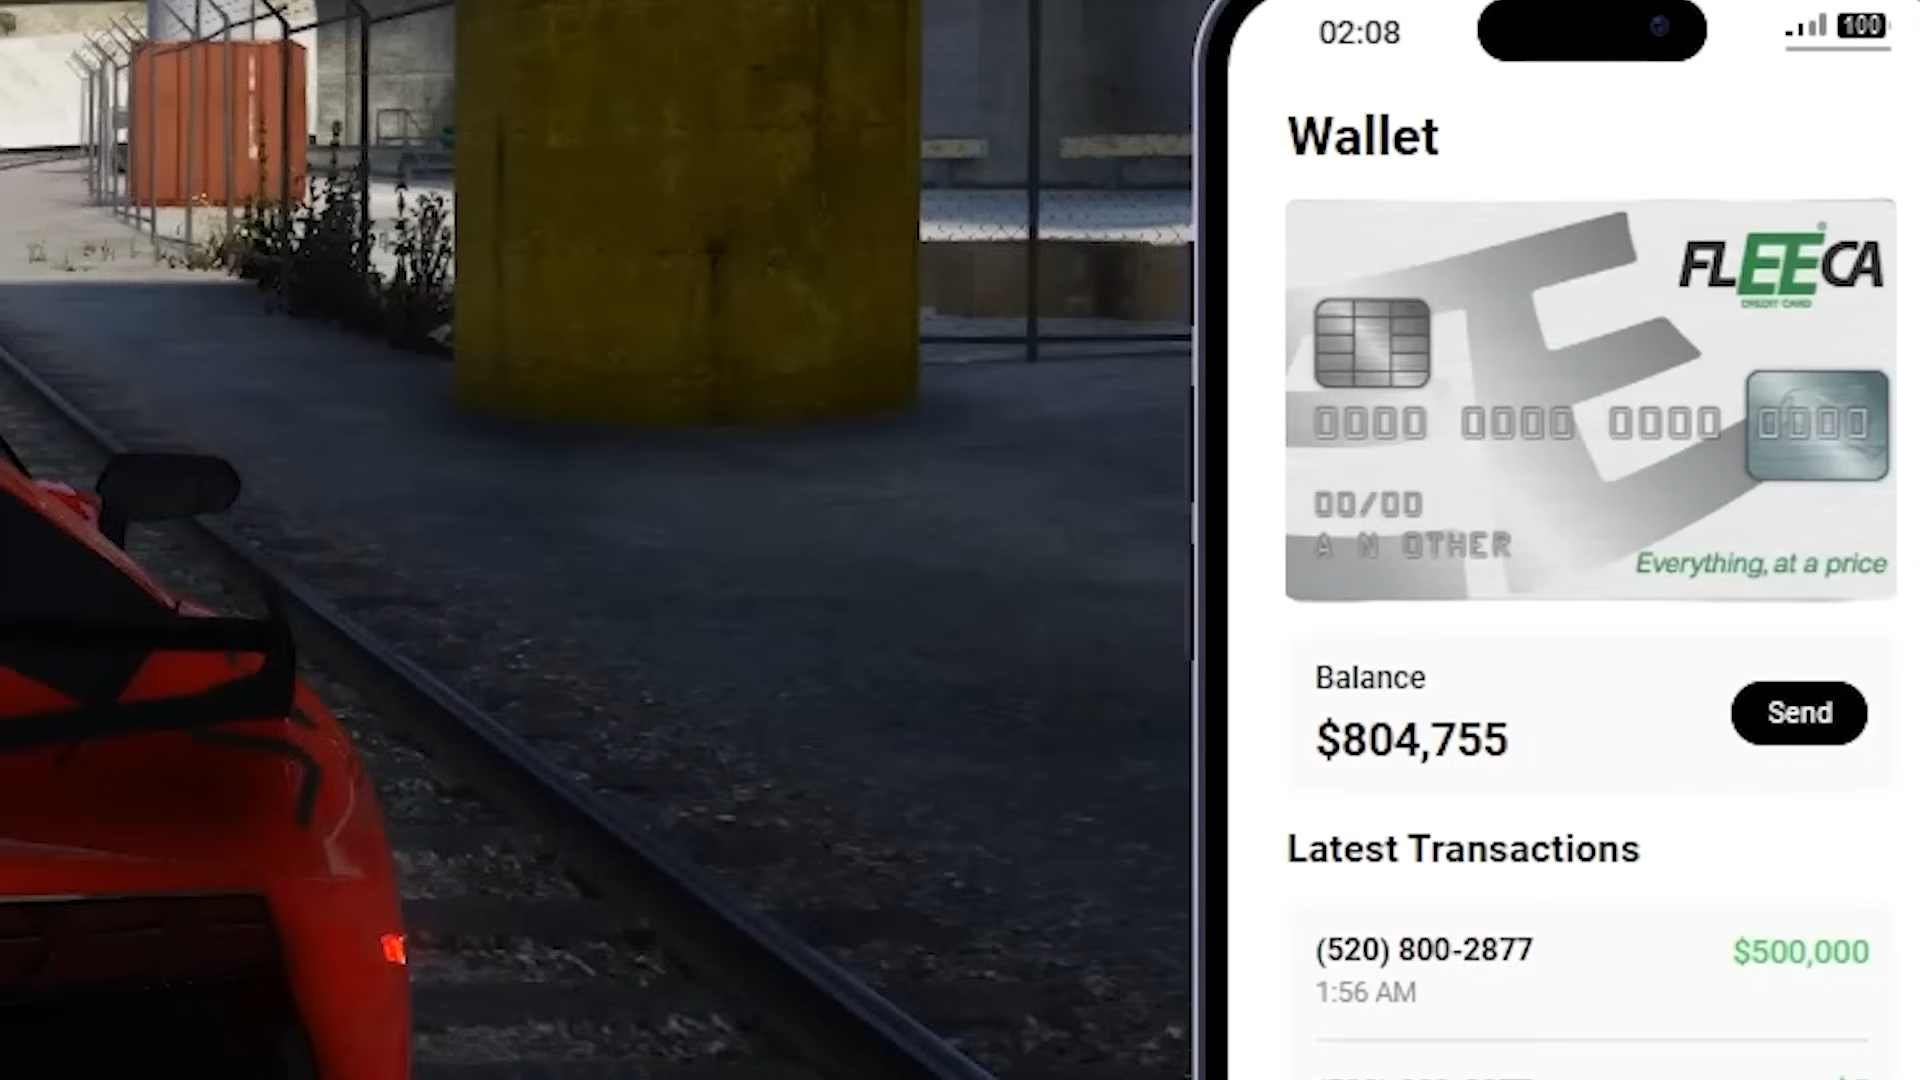 02:08
100
Wallet
FLEECA
CREDIT CARD
0000 0000 0000 0000
00/00
A N OTHER
Everything, at a price
Balance
$804,755
Send
Latest Transactions
(520) 800-2877
$500,000
1:56 AM